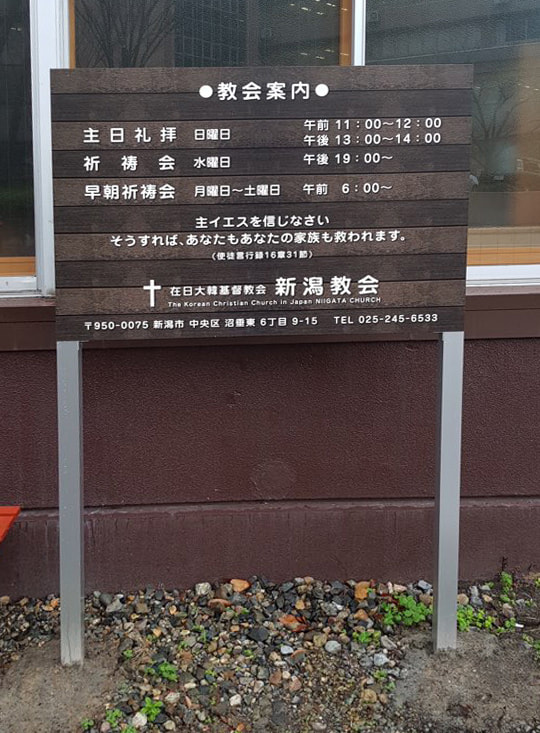 ●教会案内●
主日礼拝 日曜日 午前 11：00〜12：00
午後 13：00〜14：00
祈祷会 水曜日 午後 19：00〜
早朝祈祷会 月曜日〜土曜日 午前 6：00〜
主イエスを信じなさい
そうすれば、あなたもあなたの家族も救われます。
〈使徒言行録16章31節〉
在日大韓基督教会 新潟教会
The Korean Christian Church in Japan NIIGATA CHURCH
〒950-0075 新潟市 中央区 沼垂東 6丁目 9-15 TEL 025-245-6533